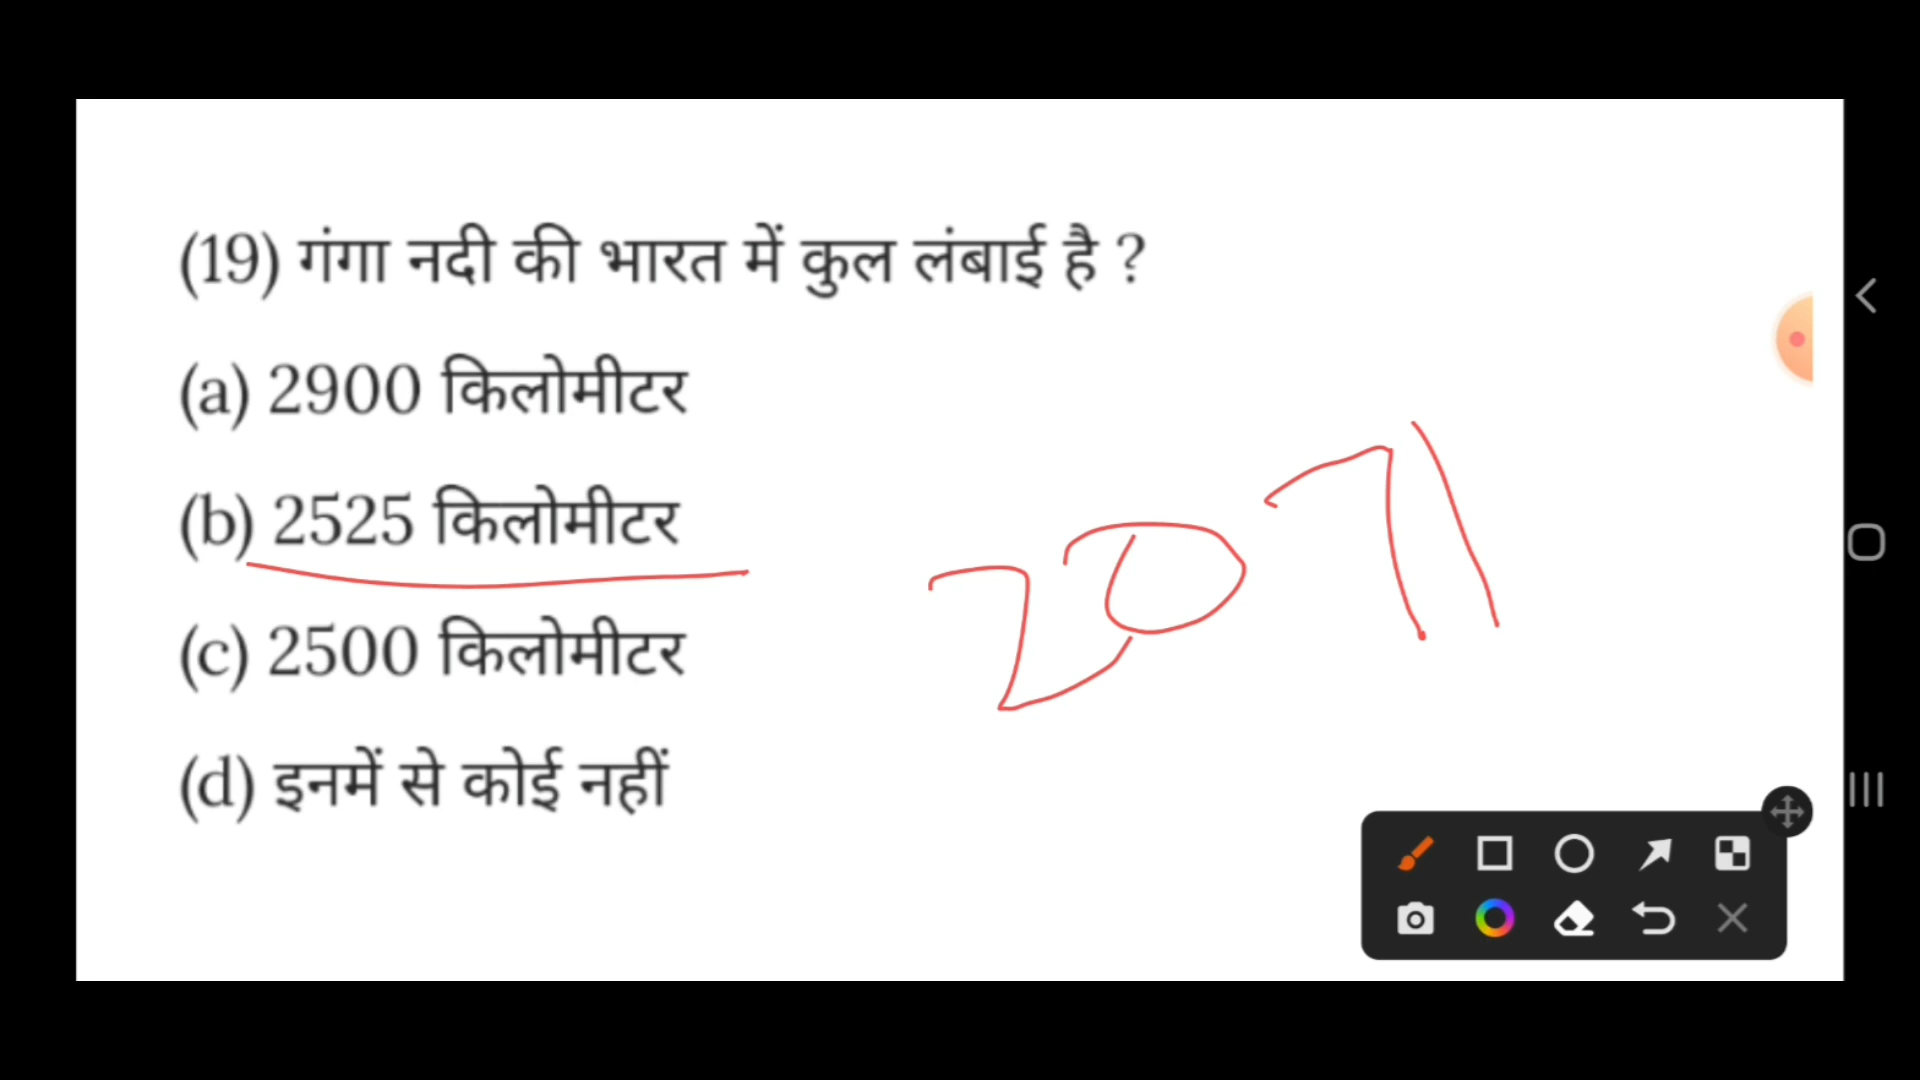 (19) गंगा नदी की भारत में कुल लंबाई है ?
(a) 2900 किलोमीटर
(b) 2525 किलोमीटर
(c) 2500 किलोमीटर
(d) इनमें से कोई नहीं
2071